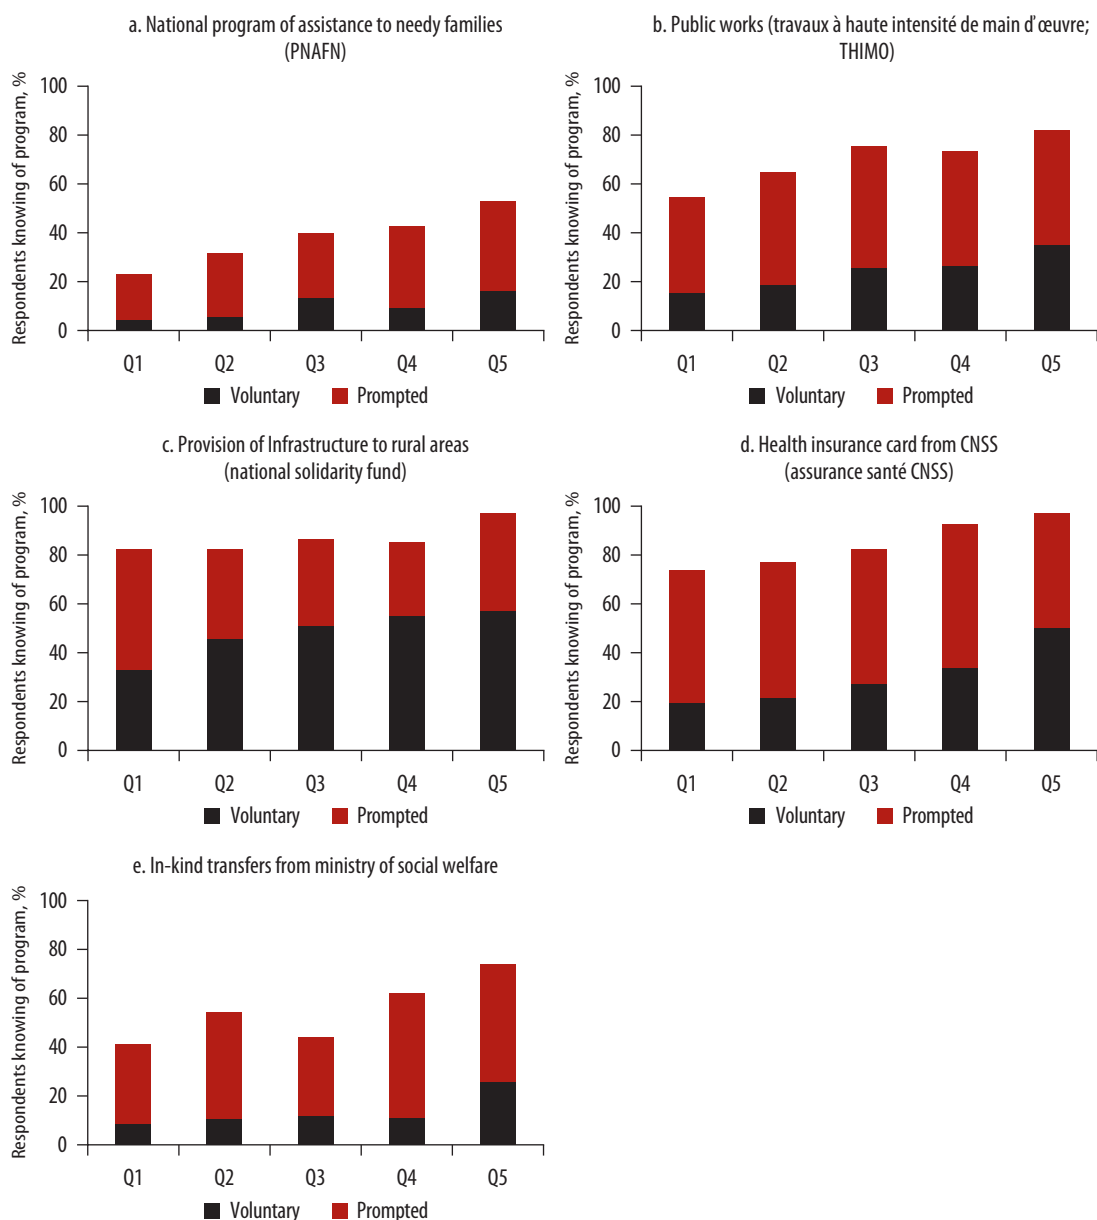 a. National program of assistance to needy families
(PNAFN)
Respondents knowing of program, %
100
80
60
40
20
0
Q1 Q2 Q3 Q4 Q5
Voluntary Prompted
b. Public works (travaux à haute intensité de main d'œuvre;
THIMO)
Respondents knowing of program, %
100
80
60
40
20
0
Q1 Q2 Q3 Q4 Q5
Voluntary Prompted
c. Provision of Infrastructure to rural areas
(national solidarity fund)
Respondents knowing of program, %
100
80
60
40
20
0
Q1 Q2 Q3 Q4 Q5
Voluntary Prompted
d. Health insurance card from CNSS
(assurance santé CNSS)
Respondents knowing of program, %
100
80
60
40
20
0
Q1 Q2 Q3 Q4 Q5
Voluntary Prompted
e. In-kind transfers from ministry of social welfare
Respondents knowing of program, %
100
80
60
40
20
0
Q1 Q2 Q3 Q4 Q5
Voluntary Prompted